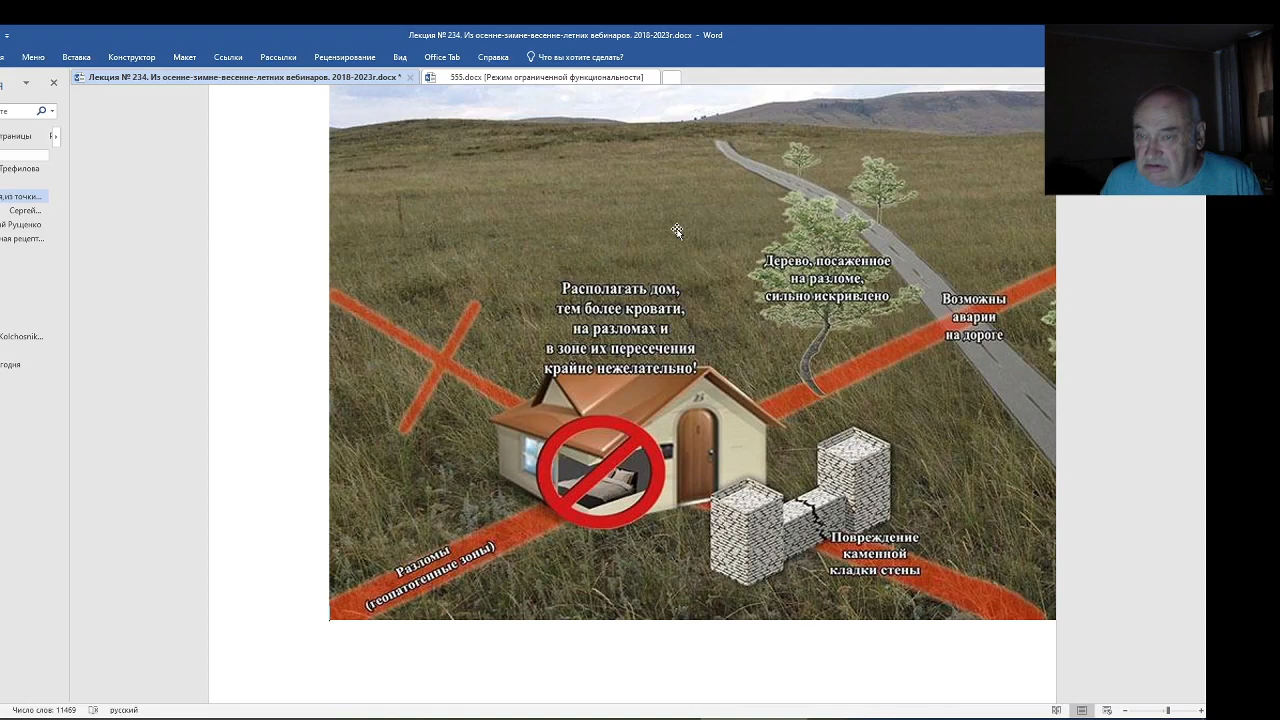 Лекция № 234. Из осенне-зимне-весенне-летних вебинаров. 2018-2023г.docx - Word
Меню Вставка Конструктор Макет Ссылки Рассылки Рецензирование Вид Office Tab Справка Что вы хотите сделать?
Лекция № 234. Из осенне-зимне-весенне-летних вебинаров. 2018-2023г.docx *
555.docx [Режим ограниченной функциональности]
Трефилова
из точки...
Сергей...
Рущенко
Kolchosnik...
Дерево, посаженное
на разломе,
сильно искривлено
Располагать дом,
тем более кровати,
на разломах и
в зоне их пересечения
крайне нежелательно!
Возможны
аварии
на дороге
Разломы
(геопатогенные зоны)
Повреждение
каменной
кладки стены
Число слов: 11469 русский